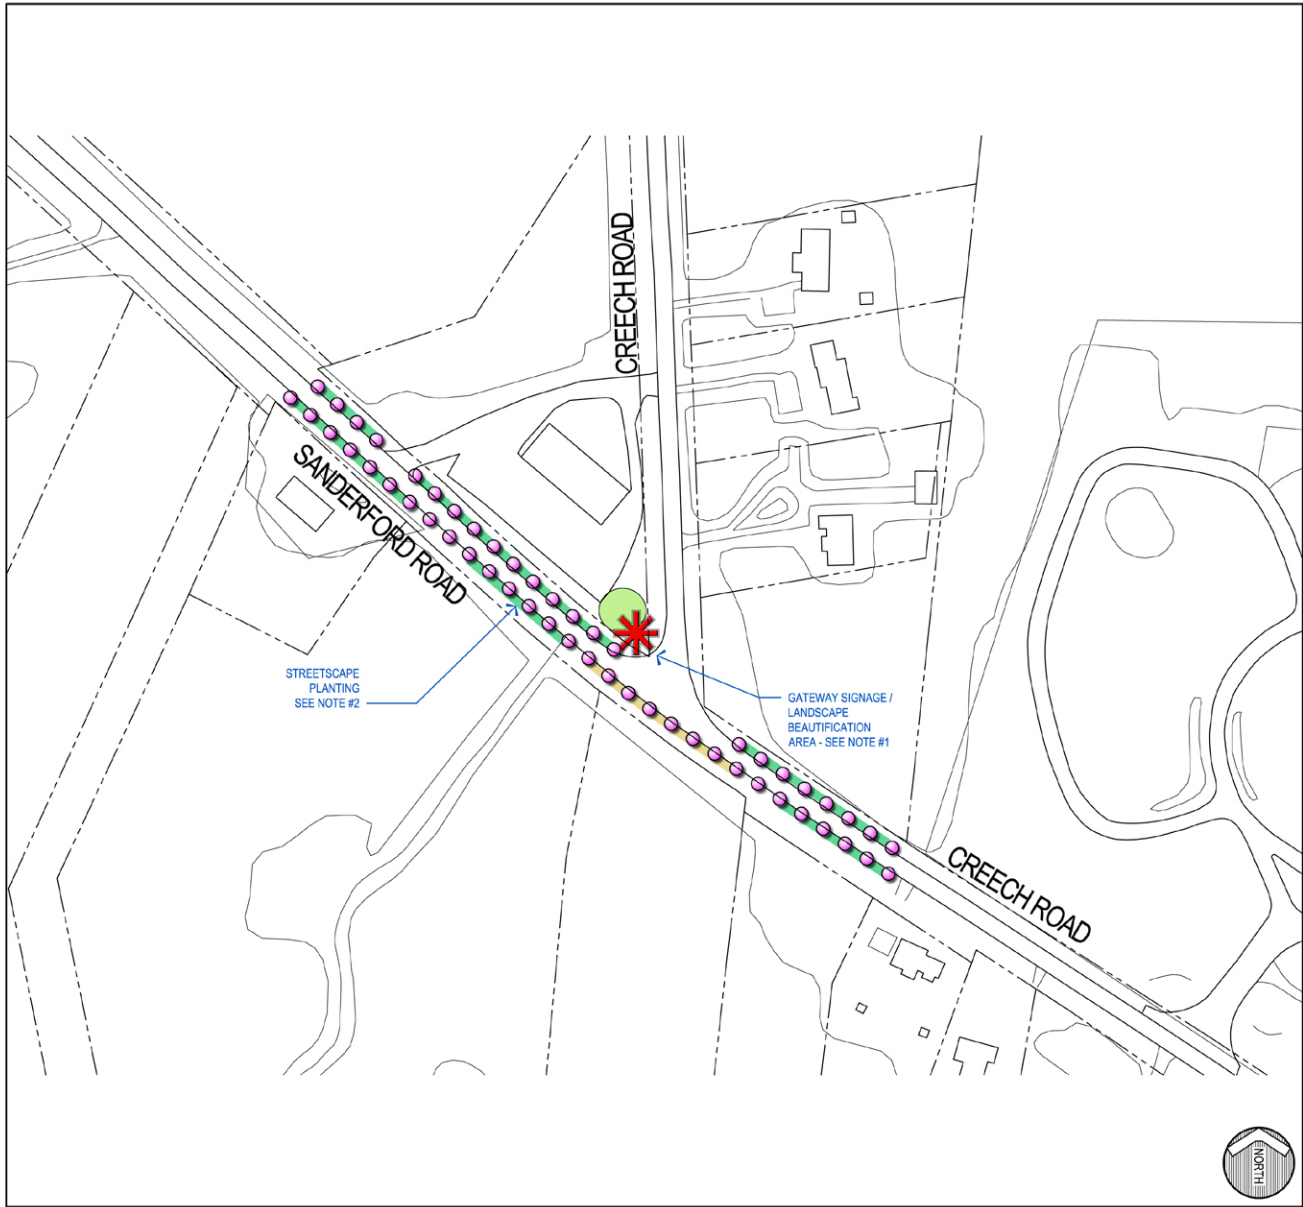 CREECH ROAD
SANDERFORD ROAD
STREETSCAPE
PLANTING
SEE NOTE #2
GATEWAY SIGNAGE /
LANDSCAPE
BEAUTIFICATION
AREA - SEE NOTE #1
CREECH ROAD
NORTH